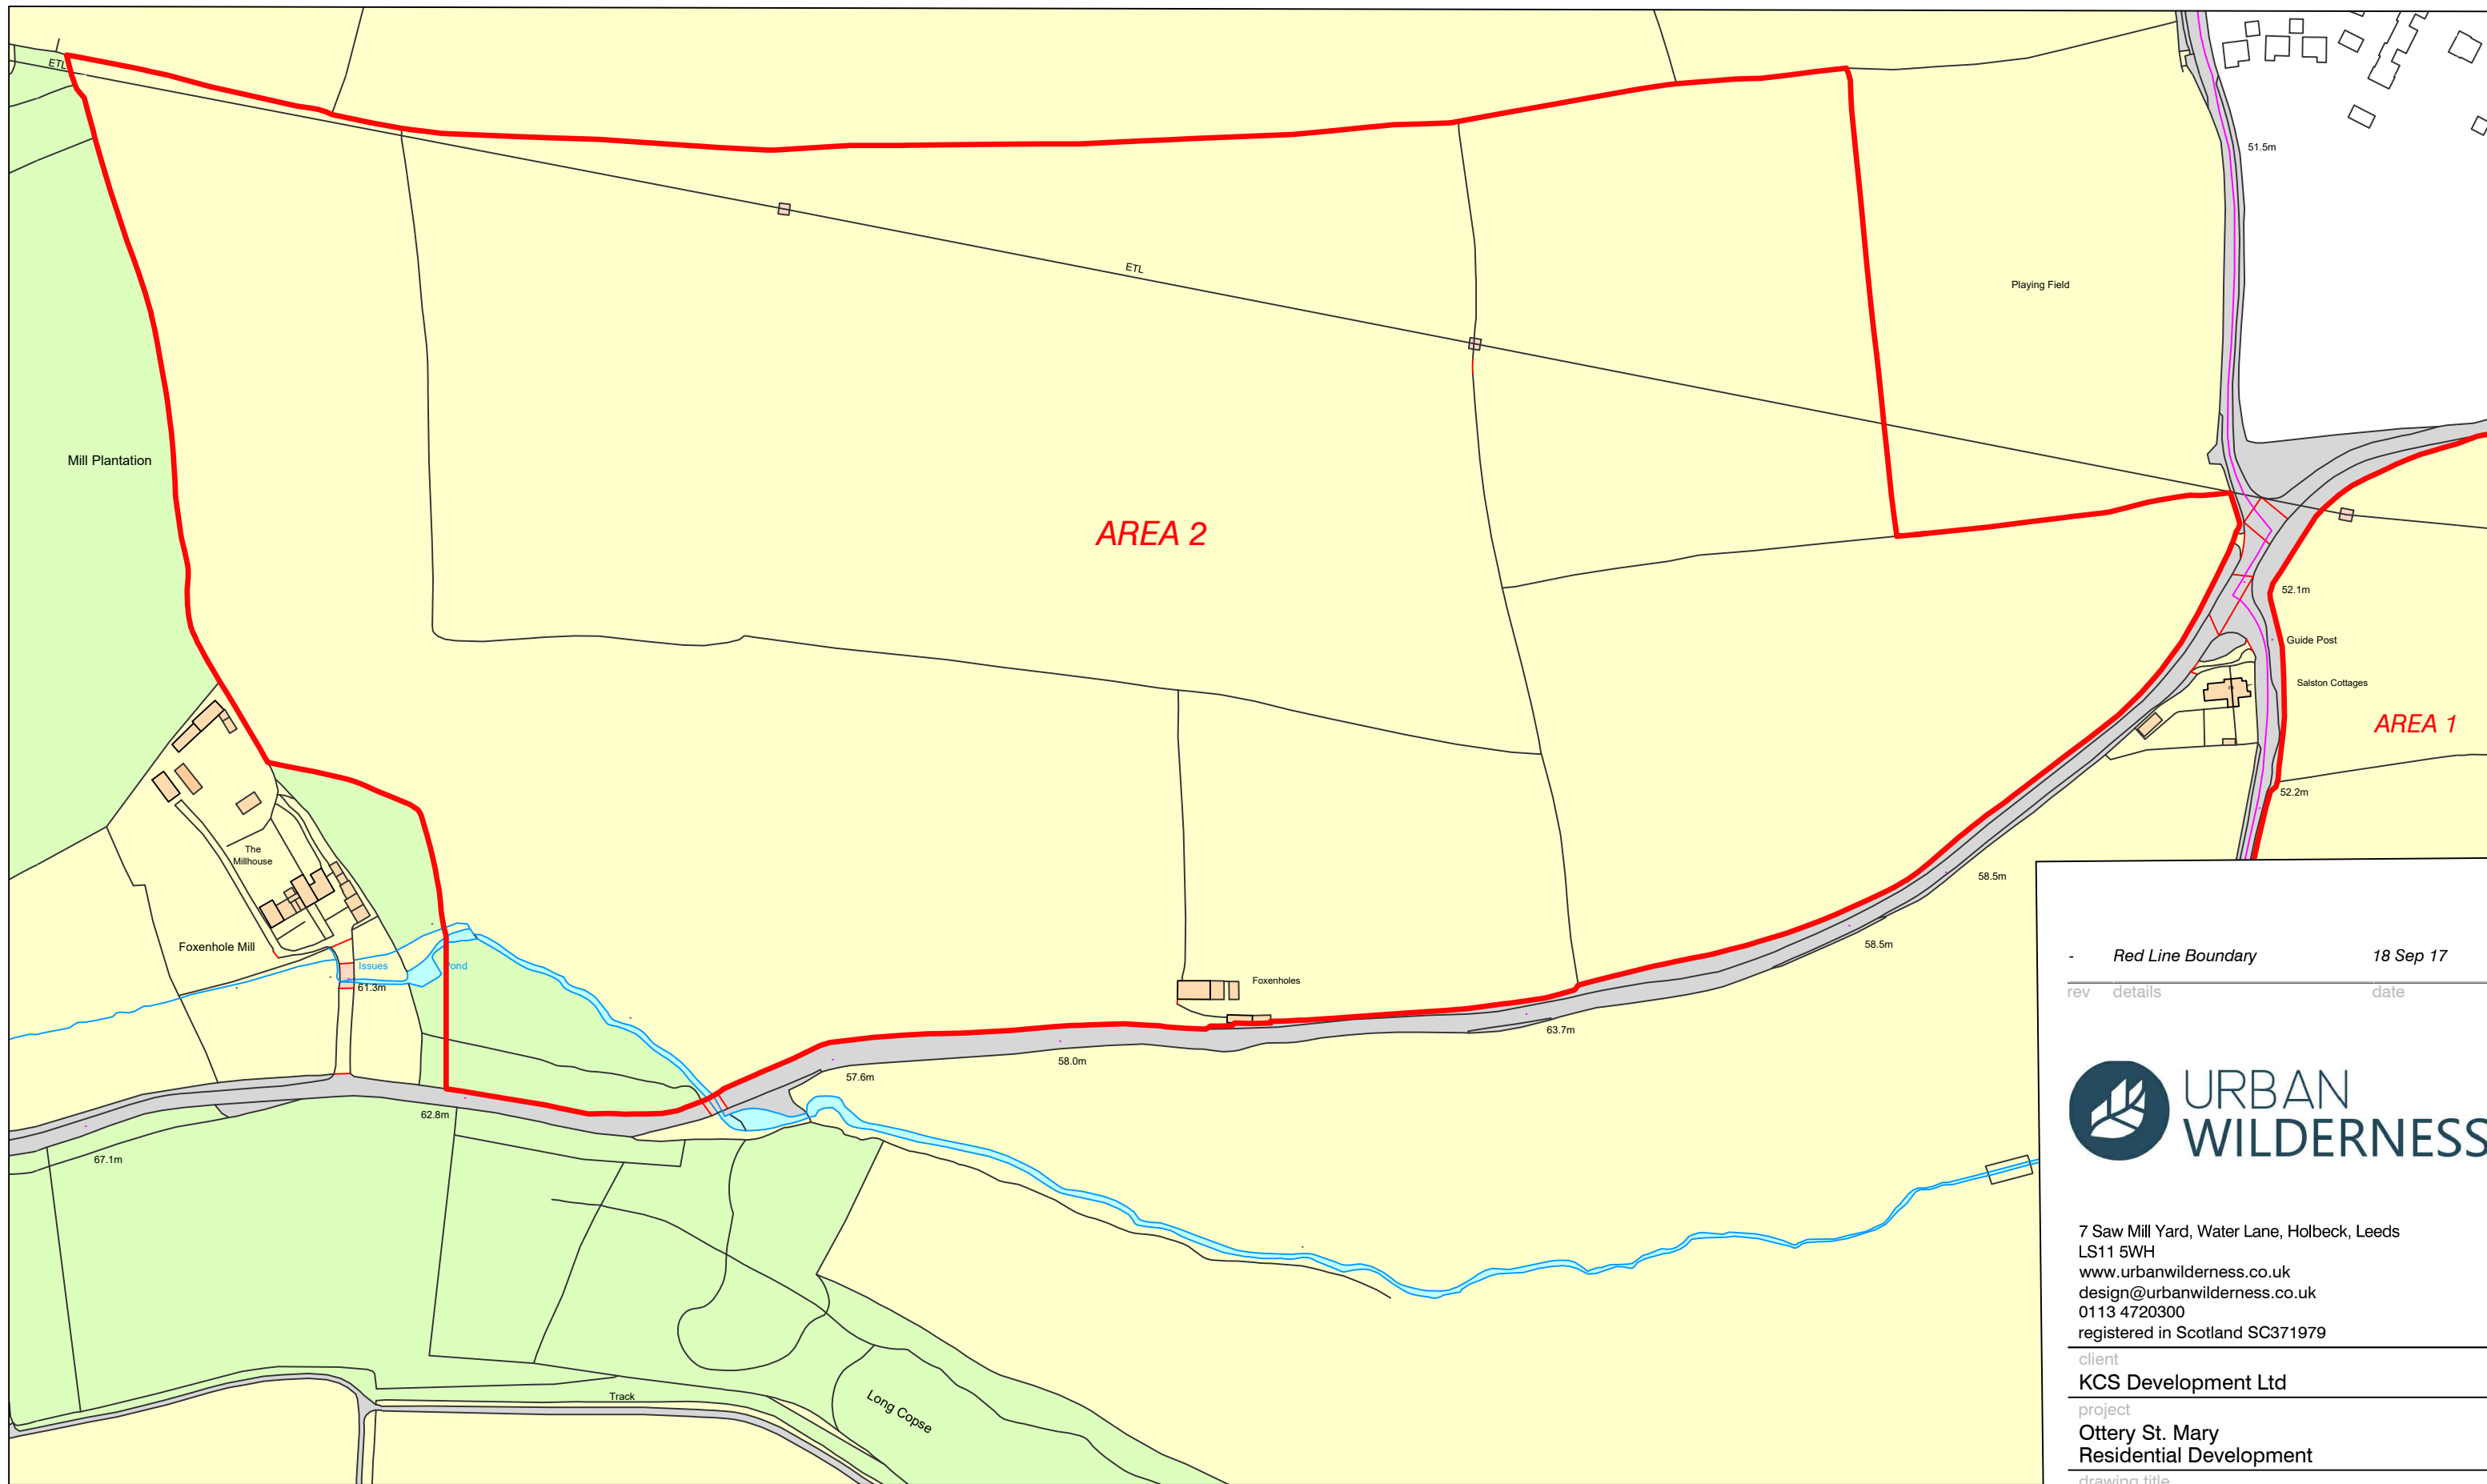 ETL
51.5m
ETL
Playing Field
Mill Plantation
AREA 2
52.1m
Guide Post
Salston Cottages
AREA 1
52.2m
The
Millhouse
58.5m
Foxenhole Mill
58.5m
Issues
Pond
61.3m
Foxenholes
63.7m
58.0m
57.6m
62.8m
67.1m
Track
Long Copse
- Red Line Boundary 18 Sep 17
rev details date
URBAN
WILDERNESS
7 Saw Mill Yard, Water Lane, Holbeck, Leeds
LS11 5WH
www.urbanwilderness.co.uk
design@urbanwilderness.co.uk
0113 4720300
registered in Scotland SC371979
client
KCS Development Ltd
project
Ottery St. Mary
Residential Development
drawing title